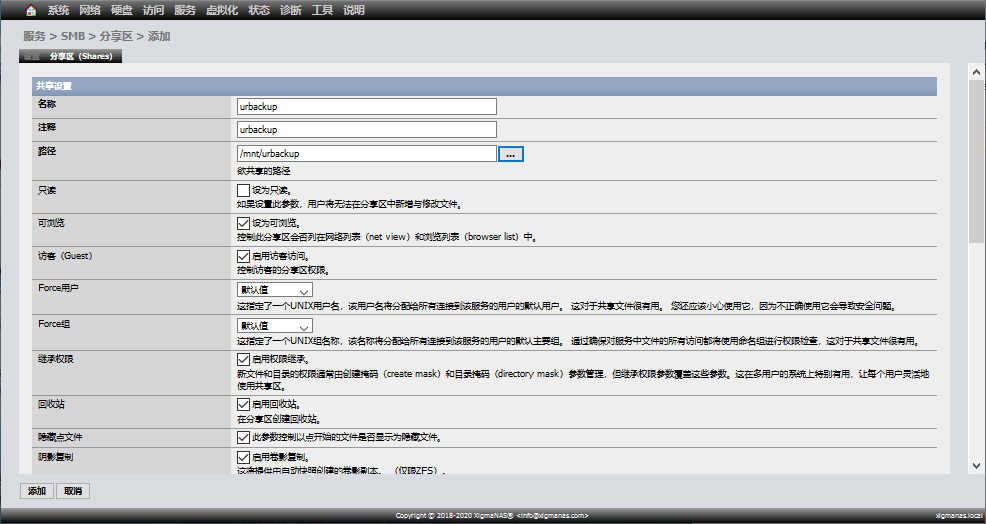 系统 网络 硬盘 访问 服务 虚拟化 状态 诊断 工具 说明
服务 > SMB > 分享区 > 添加
设置 分享区 (Shares)
共享设置
名称 urbackup
注释 urbackup
路径 /mnt/urbackup ...
欲共享的路径
只读 设为只读。
如果设置此参数，用户将无法在分享区中新增与修改文件。
可浏览 设为可浏览。
控制此分享区会否列在网络列表（net view）和浏览列表（browser list）中。
访客（Guest） 启用访客访问。
控制访客的分享区权限。
Force用户 默认值
这指定了一个UNIX用户名，该用户名将分配给所有连接到该服务的用户的默认用户。 这对于共享文件很有用。 您还应该小心使用它，因为不正确使用它会导致安全问题。
Force组 默认值
这指定了一个UNIX组名称，该名称将分配给所有连接到该服务的用户的默认主要组。 通过确保对服务中文件的所有访问都将使用命名组进行权限检查，这对于共享文件很有用。
继承权限 启用权限继承。
新文件和目录的权限通常由创建掩码（create mask）和目录掩码（directory mask）参数管理，但继承权限参数覆盖这些参数。这在多用户的系统上特别有用，让每个用户灵活地
使用共享区。
回收站 启用回收站。
在分享区创建回收站。
隐藏点文件 此参数控制以点开始的文件是否显示为隐藏文件。
阴影复制 启用卷影复制。
这将提供由自动快照创建的卷影副本。 （仅限ZFS）.
添加 取消
Copyright © 2018-2020 XigmaNAS® <info@xigmanas.com>
xigmanas.local